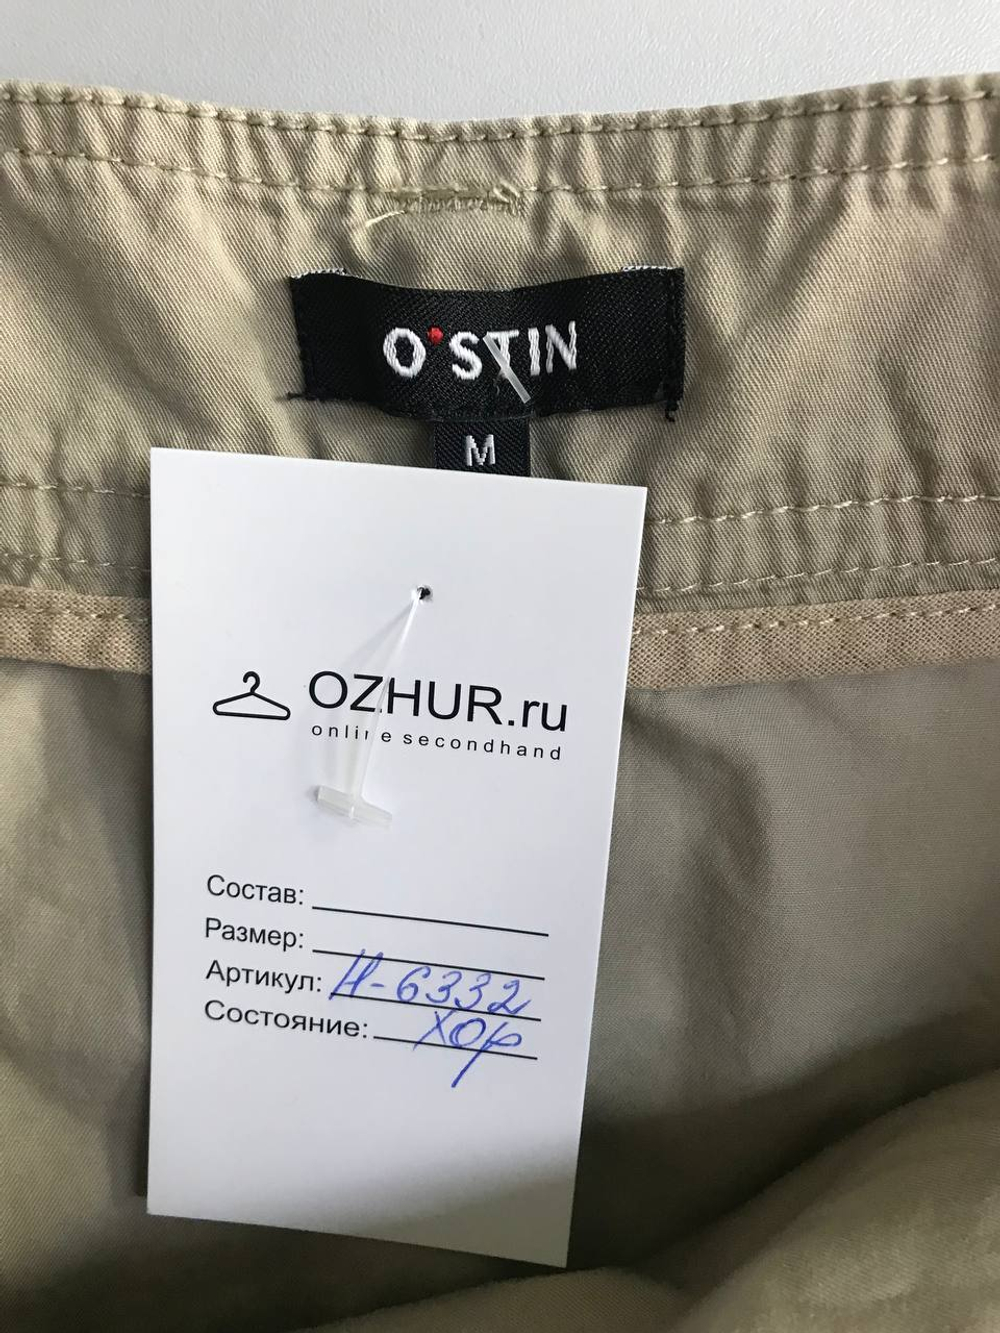 O'STIN
M
OZHUR.ru
online secondhand
Состав:
Размер:
Артикул: Н-6332
Состояние: хор